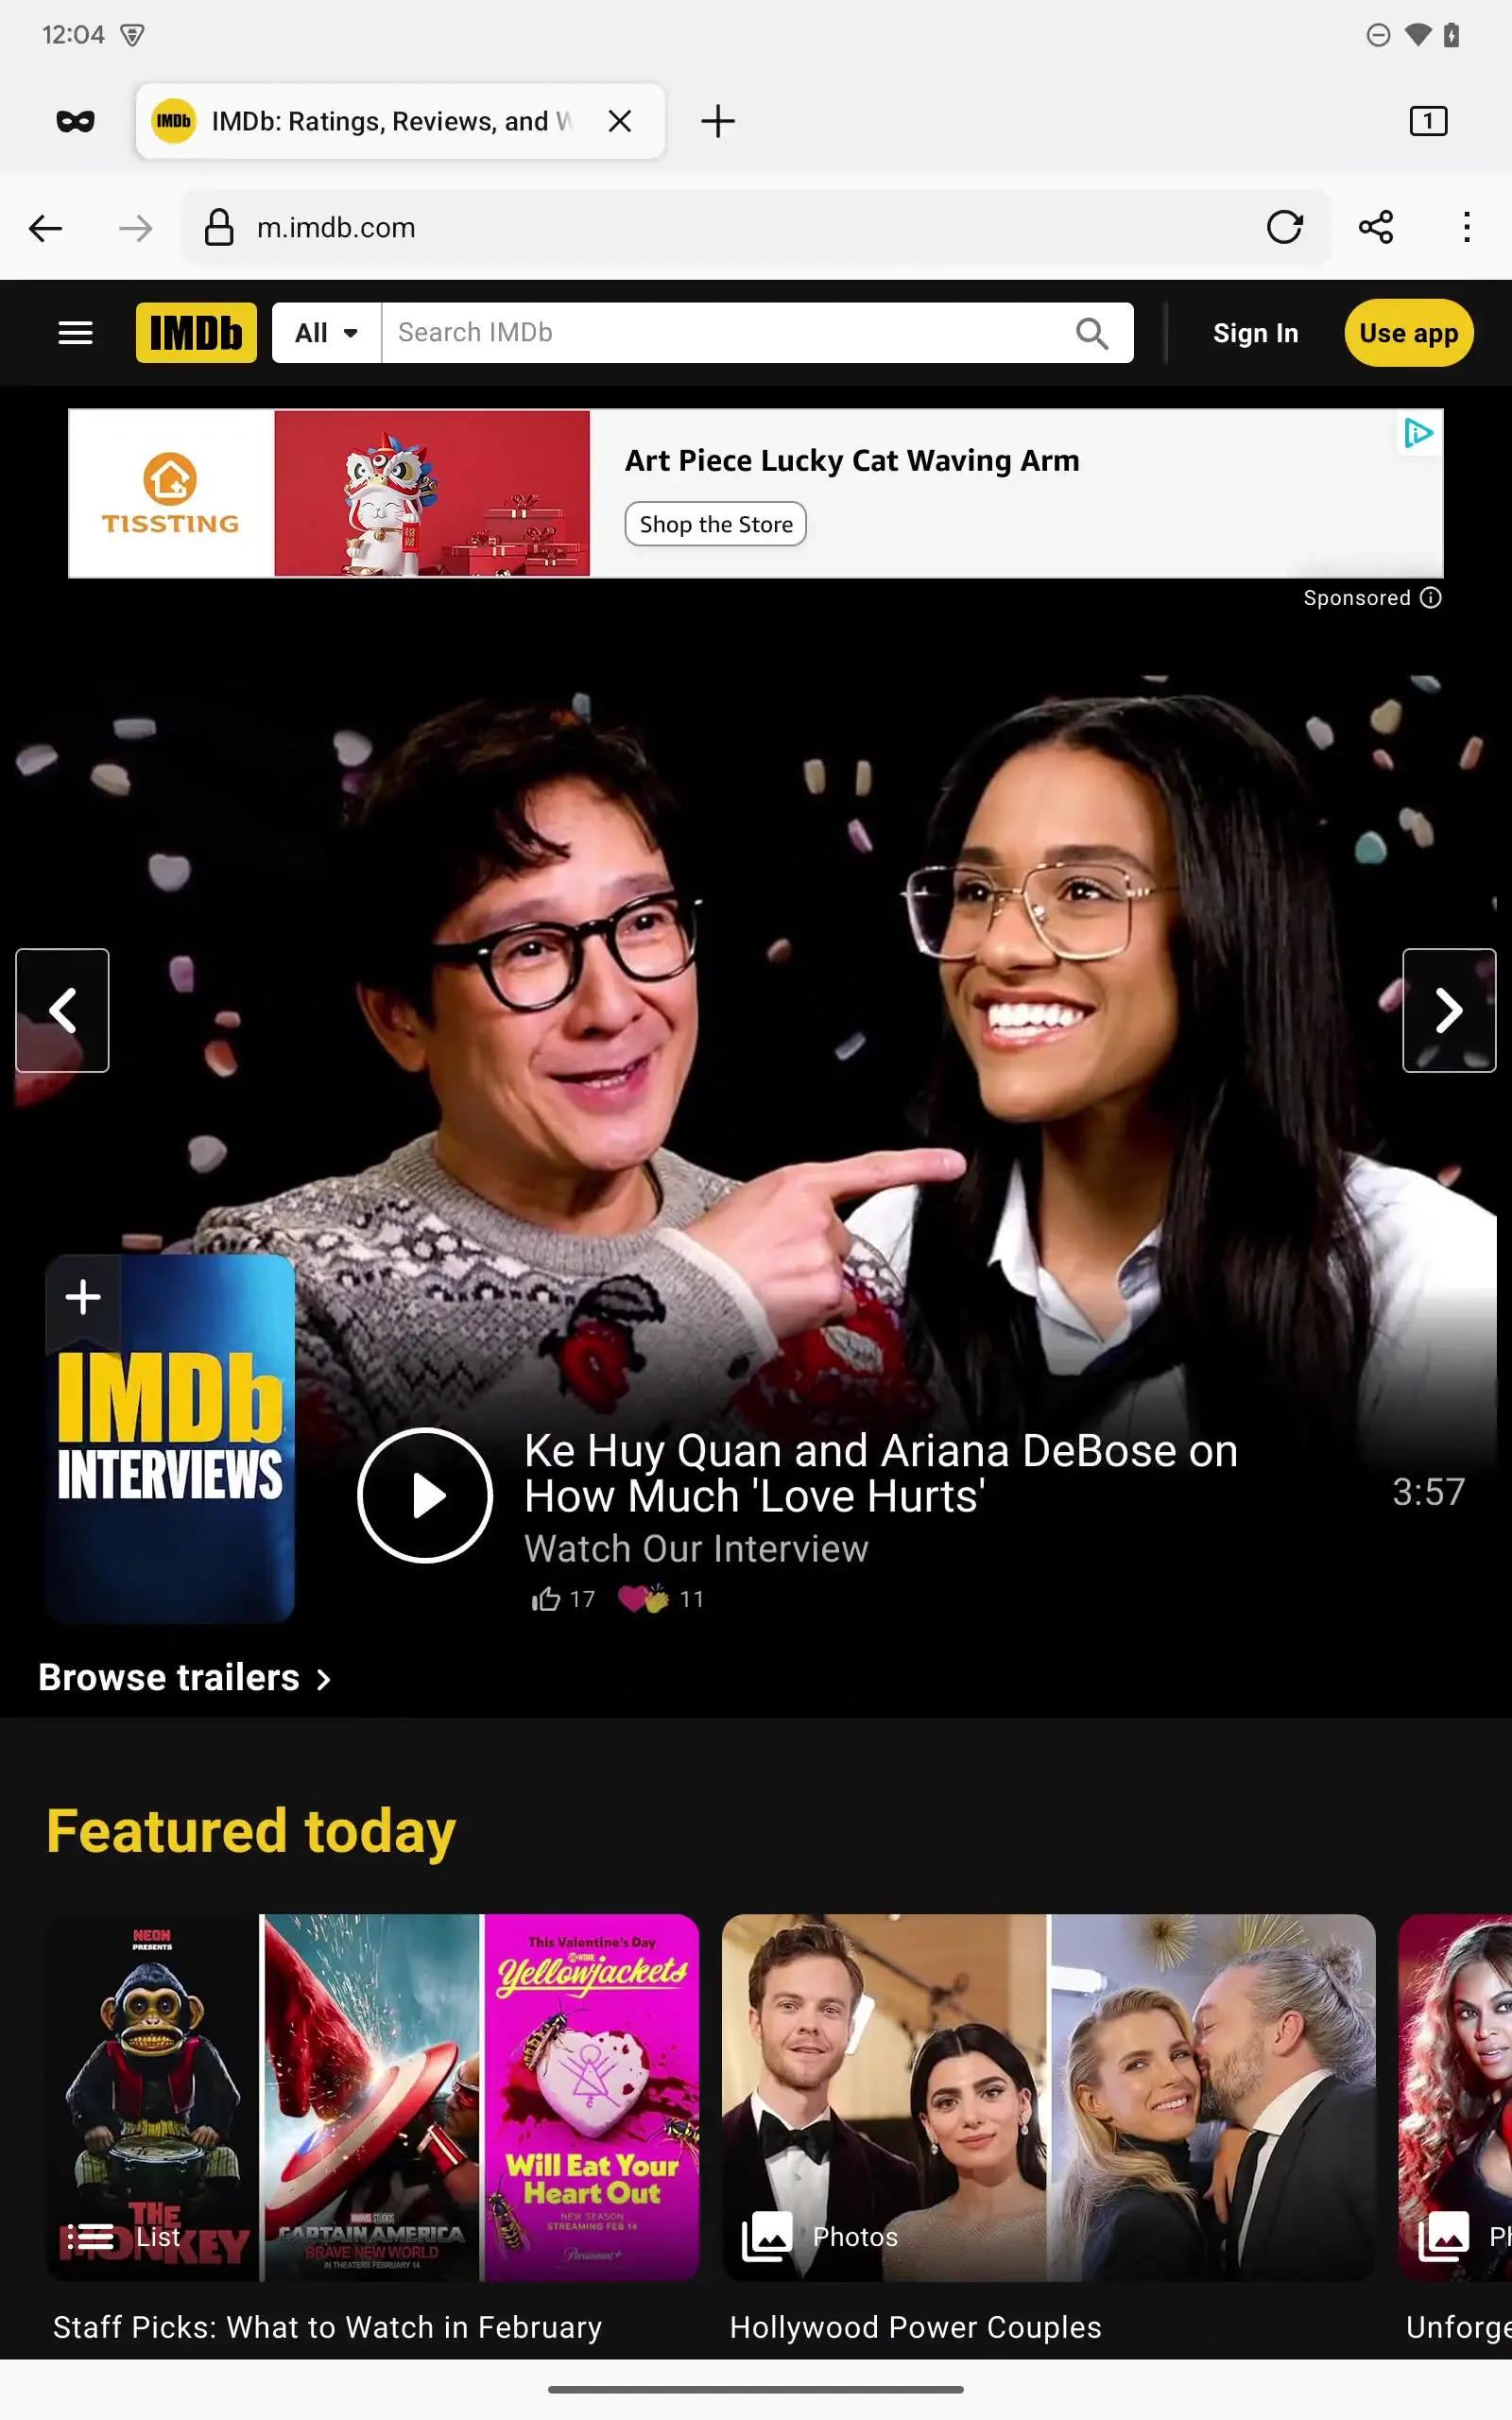 12:04
IMDb IMDb: Ratings, Reviews, and W
1
m.imdb.com
IMDb All Search IMDb Sign In Use app
TISSTING
Art Piece Lucky Cat Waving Arm
Shop the Store
Sponsored
IMDb
INTERVIEWS
Ke Huy Quan and Ariana DeBose on
How Much 'Love Hurts'
3:57
Watch Our Interview
17 11
Browse trailers
Featured today
NEON
PRESENTS
THE
MONKEY
List
MARVEL STUDIOS
CAPTAIN AMERICA
BRAVE NEW WORLD
IN THEATERS FEBRUARY 14
This Valentine's Day
SHOWTIME
Yellowjackets
Will Eat Your
Heart Out
NEW SEASON
STREAMING FEB 14
Paramount+
Photos
Ph
Staff Picks: What to Watch in February
Hollywood Power Couples
Unforge